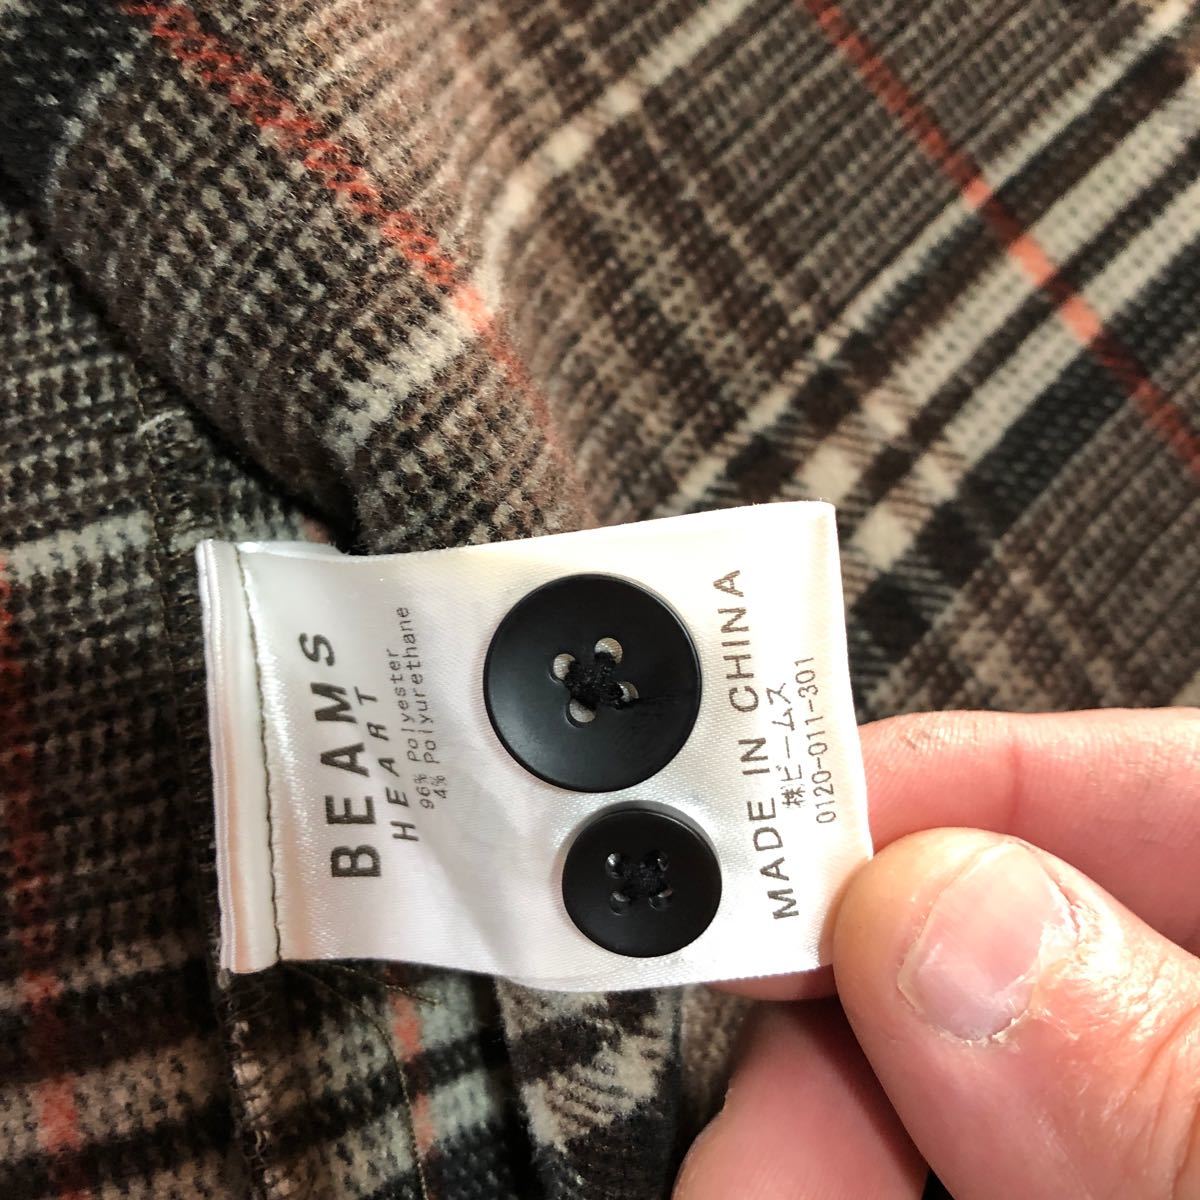 BEAMS
HEART
96% Polyester
4% Polyurethane
MADE IN CHINA
㈱ビームス
0120-011-301